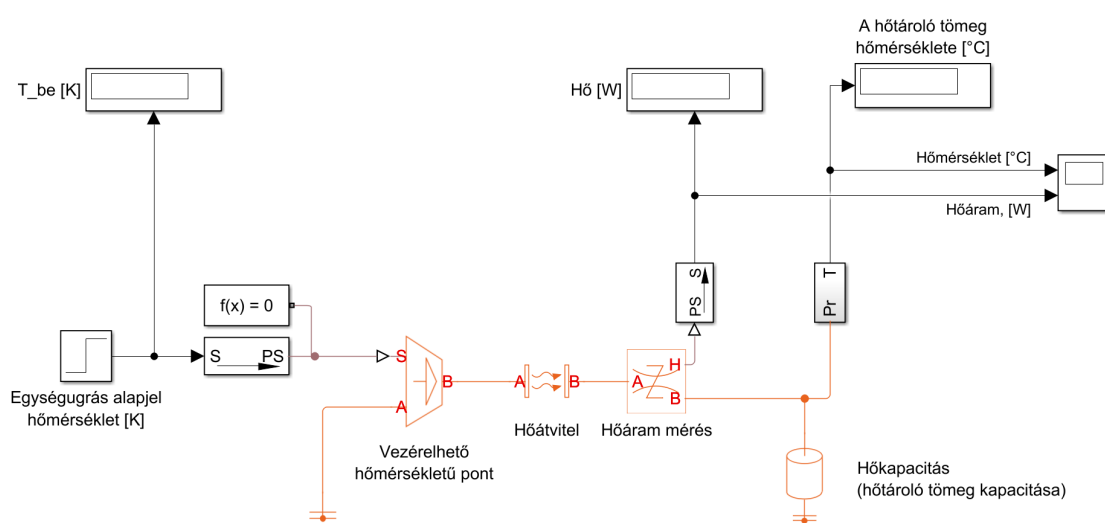 A hőtároló tömeg
hőmérséklete [°C]
T_be [K]
Hő [W]
Hőmérséklet [°C]
Hőáram, [W]
PS S
Pr T
f(x) = 0
S PS
Egységugrás alapjel
hőmérséklet [K]
S
A
B
Vezérelhető
hőmérsékletű pont
A
B
Hőátvitel
A
H
B
Hőáram mérés
Hőkapacitás
(hőtároló tömeg kapacitása)